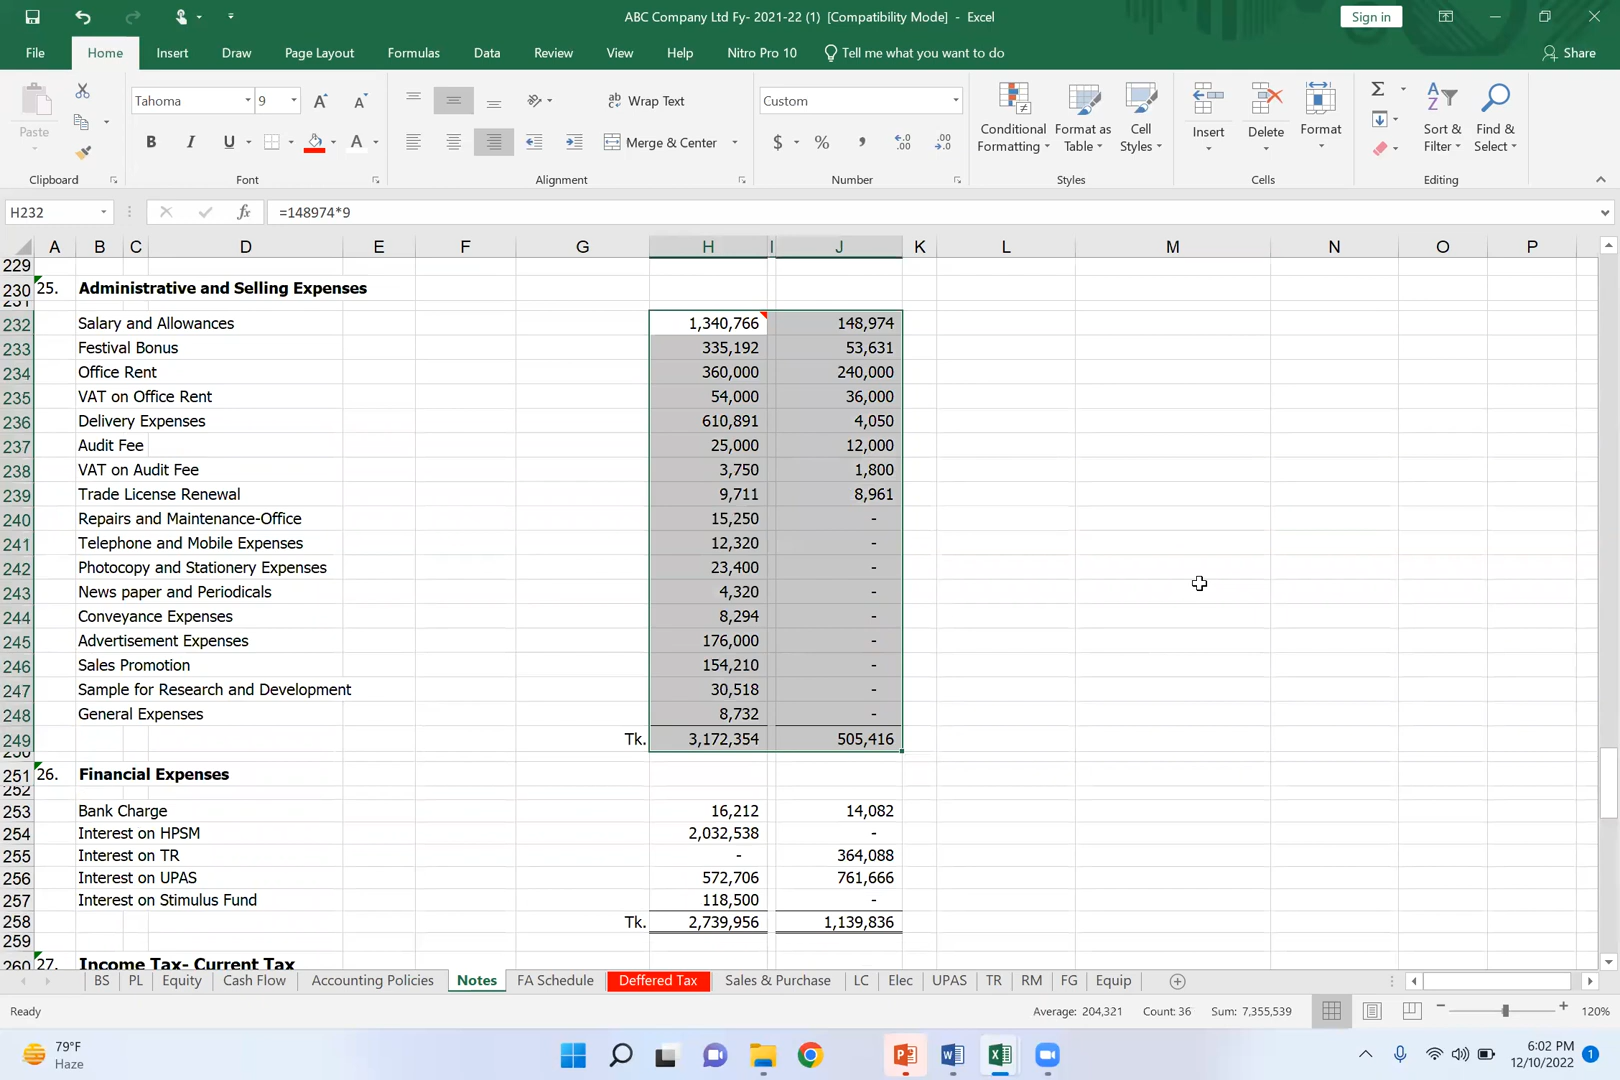 ABC Company Ltd Fy- 2021-22 (1)  [Compatibility Mode]  -  Excel
Sign in
File Home Insert Draw Page Layout Formulas Data Review View Help Nitro Pro 10 Tell me what you want to do Share
Paste
Tahoma 9
B I U A
ab Wrap Text
Merge & Center
Custom
$ % , .00
Conditional Formatting
Format as Table
Cell Styles
Insert
Delete
Format
Sort & Filter
Find & Select
Clipboard Font Alignment Number Styles Cells Editing
H232 fx =148974*9
A B C D E F G H I J K L M N O P
229
230 25. Administrative and Selling Expenses
231
232 Salary and Allowances 1,340,766 148,974
233 Festival Bonus 335,192 53,631
234 Office Rent 360,000 240,000
235 VAT on Office Rent 54,000 36,000
236 Delivery Expenses 610,891 4,050
237 Audit Fee 25,000 12,000
238 VAT on Audit Fee 3,750 1,800
239 Trade License Renewal 9,711 8,961
240 Repairs and Maintenance-Office 15,250 -
241 Telephone and Mobile Expenses 12,320 -
242 Photocopy and Stationery Expenses 23,400 -
243 News paper and Periodicals 4,320 -
244 Conveyance Expenses 8,294 -
245 Advertisement Expenses 176,000 -
246 Sales Promotion 154,210 -
247 Sample for Research and Development 30,518 -
248 General Expenses 8,732 -
249 Tk. 3,172,354 505,416
250
251 26. Financial Expenses
252
253 Bank Charge 16,212 14,082
254 Interest on HPSM 2,032,538 -
255 Interest on TR - 364,088
256 Interest on UPAS 572,706 761,666
257 Interest on Stimulus Fund 118,500 -
258 Tk. 2,739,956 1,139,836
259
260 27. Income Tax- Current Tax
BS PL Equity Cash Flow Accounting Policies Notes FA Schedule Deffered Tax Sales & Purchase LC Elec UPAS TR RM FG Equip
Ready Average: 204,321 Count: 36 Sum: 7,355,539 120%
79°F
Haze
6:02 PM
12/10/2022
1